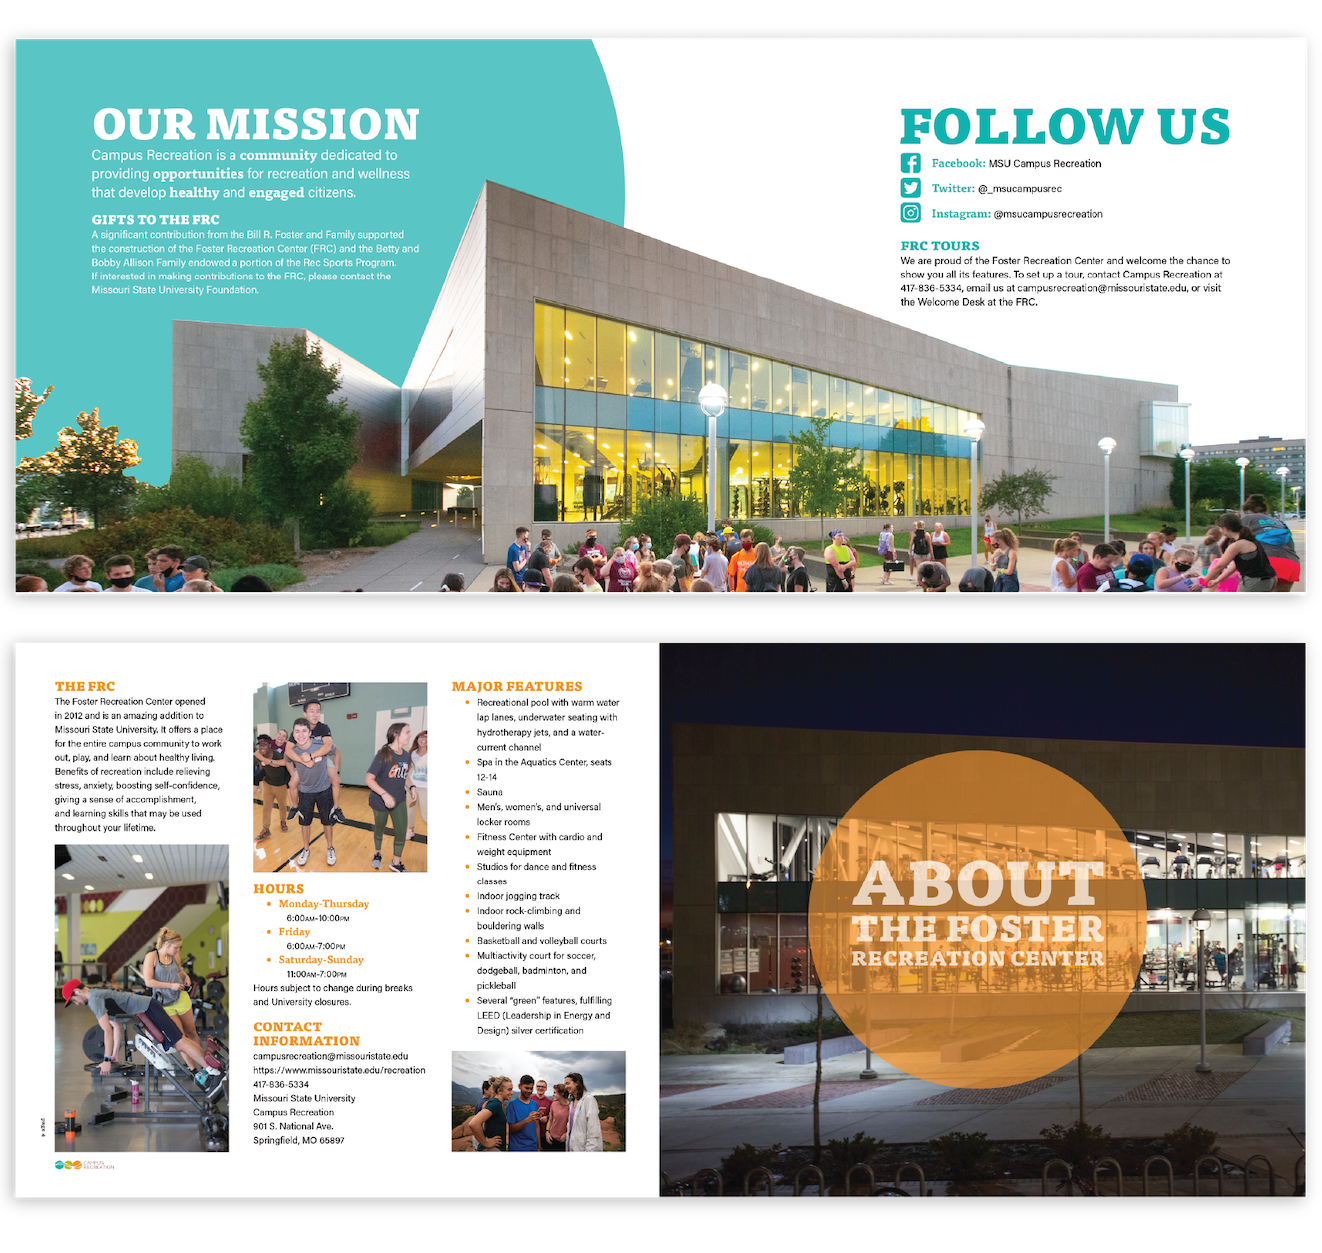 OUR MISSION
Campus Recreation is a community dedicated to
providing opportunities for recreation and wellness
that develop healthy and engaged citizens.
GIFTS TO THE FRC
A significant contribution from the Bill R. Foster and Family supported
the construction of the Foster Recreation Center (FRC) and the Betty and
Bobby Allison Family endowed a portion of the Rec Sports Program.
If interested in making contributions to the FRC, please contact the
Missouri State University Foundation.
FOLLOW US
Facebook: MSU Campus Recreation
Twitter: @_msucampusrec
Instagram: @msucampusrecreation
FRC TOURS
We are proud of the Foster Recreation Center and welcome the chance to
show you all its features. To set up a tour, contact Campus Recreation at
417-836-5334, email us at campusrecreation@missouristate.edu, or visit
the Welcome Desk at the FRC.
THE FRC
The Foster Recreation Center opened
in 2012 and is an amazing addition to
Missouri State University. It offers a place
for the entire campus community to work
out, play, and learn about healthy living.
Benefits of recreation include relieving
stress, anxiety, boosting self-confidence,
giving a sense of accomplishment,
and learning skills that may be used
throughout your lifetime.
CAMPUS
RECREATION
HOURS
• Monday-Thursday
6:00AM-10:00PM
• Friday
6:00AM-7:00PM
• Saturday-Sunday
11:00AM-7:00PM
Hours subject to change during breaks
and University closures.
CONTACT
INFORMATION
campusrecreation@missouristate.edu
https://www.missouristate.edu/recreation
417-836-5334
Missouri State University
Campus Recreation
901 S. National Ave.
Springfield, MO 65897
MAJOR FEATURES
• Recreational pool with warm water
lap lanes, underwater seating with
hydrotherapy jets, and a water-
current channel
• Spa in the Aquatics Center, seats
12-14
• Sauna
• Men's, women's, and universal
locker rooms
• Fitness Center with cardio and
weight equipment
• Studios for dance and fitness
classes
• Indoor jogging track
• Indoor rock-climbing and
bouldering walls
• Basketball and volleyball courts
• Multiactivity court for soccer,
dodgeball, badminton, and
pickleball
• Several "green" features, fulfilling
LEED (Leadership in Energy and
Design) silver certification
ABOUT
THE FOSTER
RECREATION CENTER